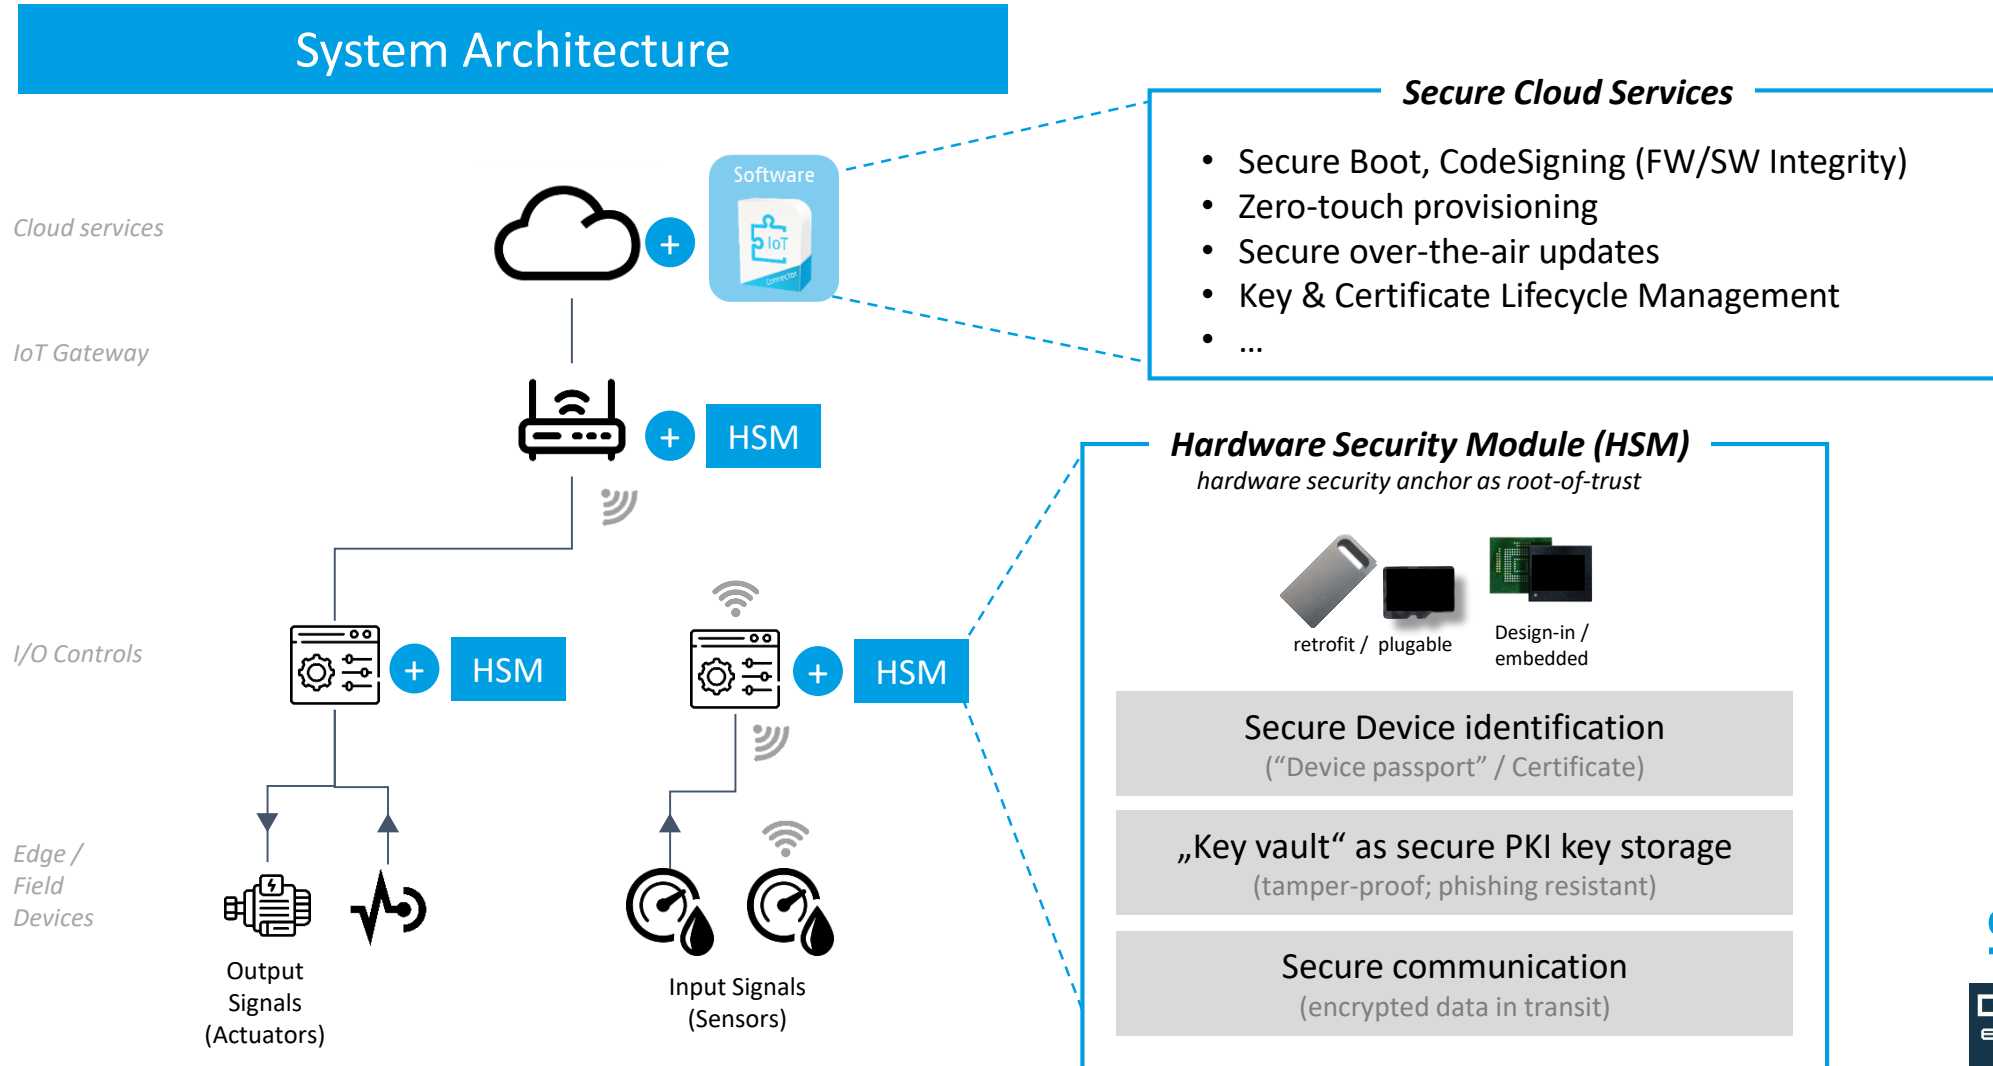 System Architecture
Secure Cloud Services
• Secure Boot, CodeSigning (FW/SW Integrity)
• Zero-touch provisioning
• Secure over-the-air updates
• Key & Certificate Lifecycle Management
• ...
Cloud services
+
Software
IoT
Connector
IoT Gateway
+
HSM
Hardware Security Module (HSM)
hardware security anchor as root-of-trust
retrofit / plugable
Design-in /
embedded
I/O Controls
+
HSM
+
HSM
Secure Device identification
(“Device passport” / Certificate)
„Key vault“ as secure PKI key storage
(tamper-proof; phishing resistant)
Secure communication
(encrypted data in transit)
Edge /
Field
Devices
Output
Signals
(Actuators)
Input Signals
(Sensors)